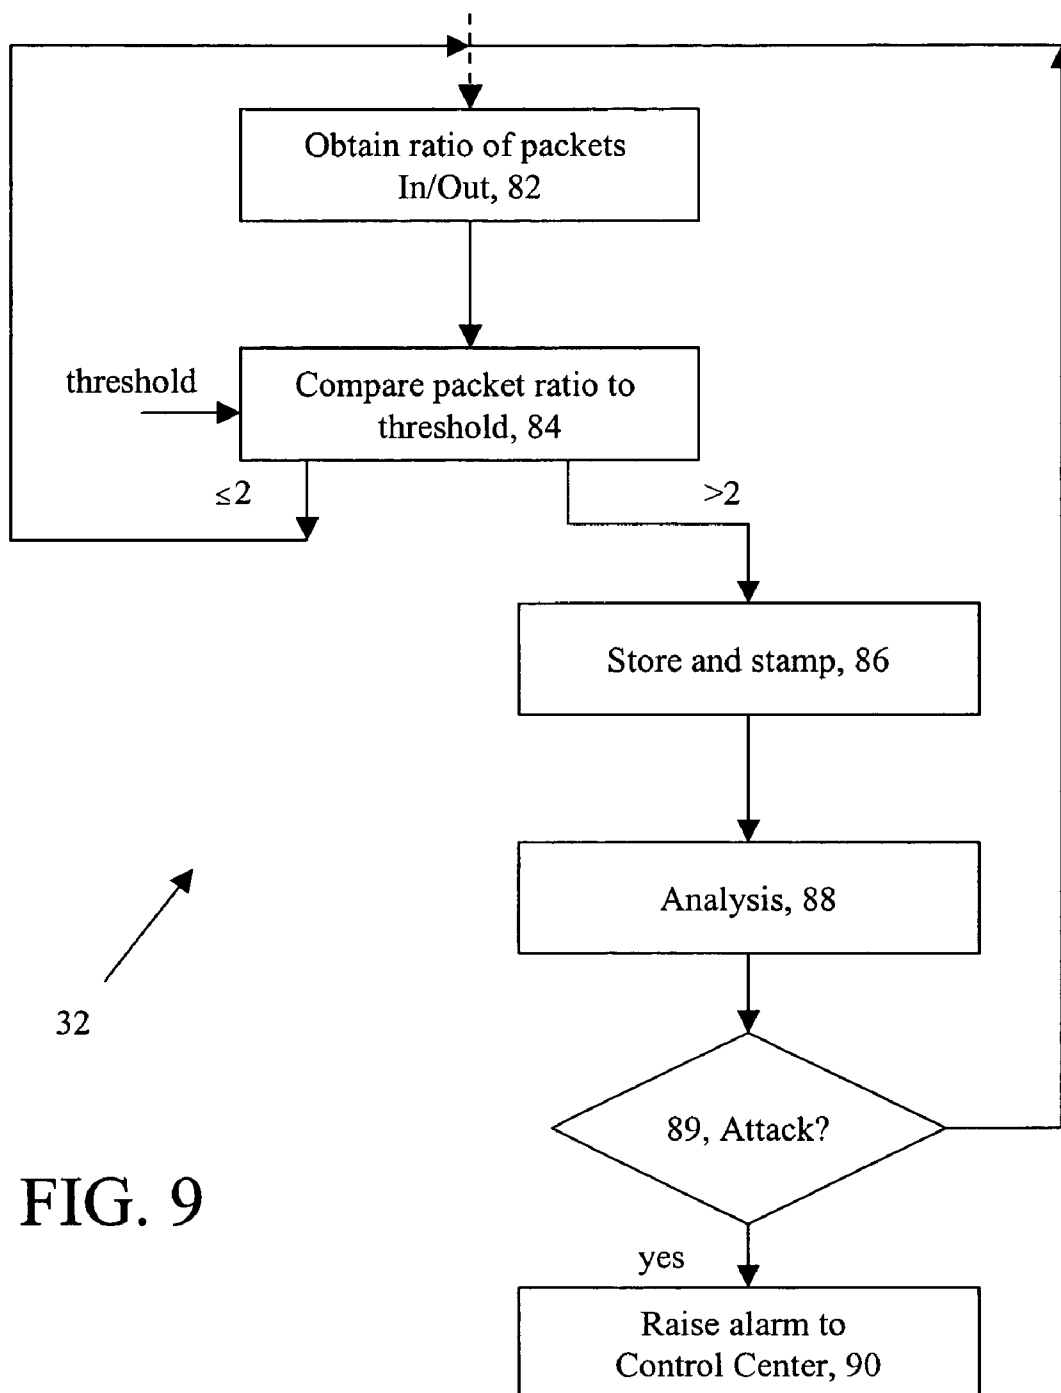 Obtain ratio of packets
In/Out, 82
threshold
Compare packet ratio to
threshold, 84
≤2
>2
Store and stamp, 86
Analysis, 88
32
89, Attack?
FIG. 9
yes
Raise alarm to
Control Center, 90